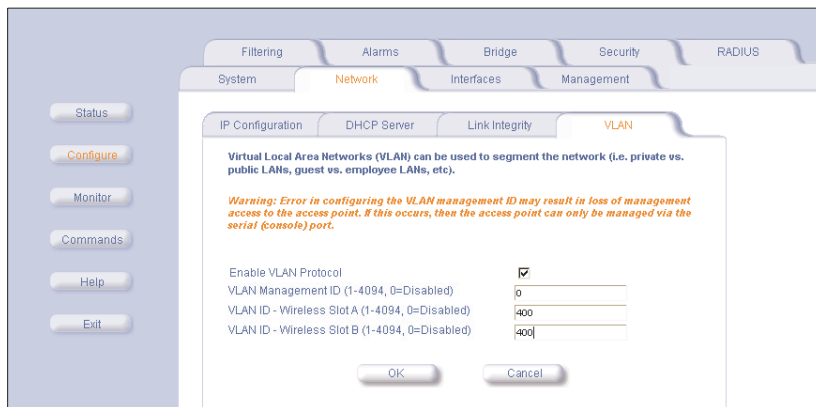 Filtering Alarms Bridge Security RADIUS
System Network Interfaces Management
Status
Configure
Monitor
Commands
Help
Exit
IP Configuration DHCP Server Link Integrity VLAN
Virtual Local Area Networks (VLAN) can be used to segment the network (i.e. private vs.
public LANs, guest vs. employee LANs, etc).
Warning: Error in configuring the VLAN management ID may result in loss of management
access to the access point. If this occurs, then the access point can only be managed via the
serial (console) port.
Enable VLAN Protocol
VLAN Management ID (1-4094, 0=Disabled) 0
VLAN ID - Wireless Slot A (1-4094, 0=Disabled) 400
VLAN ID - Wireless Slot B (1-4094, 0=Disabled) 400
OK Cancel